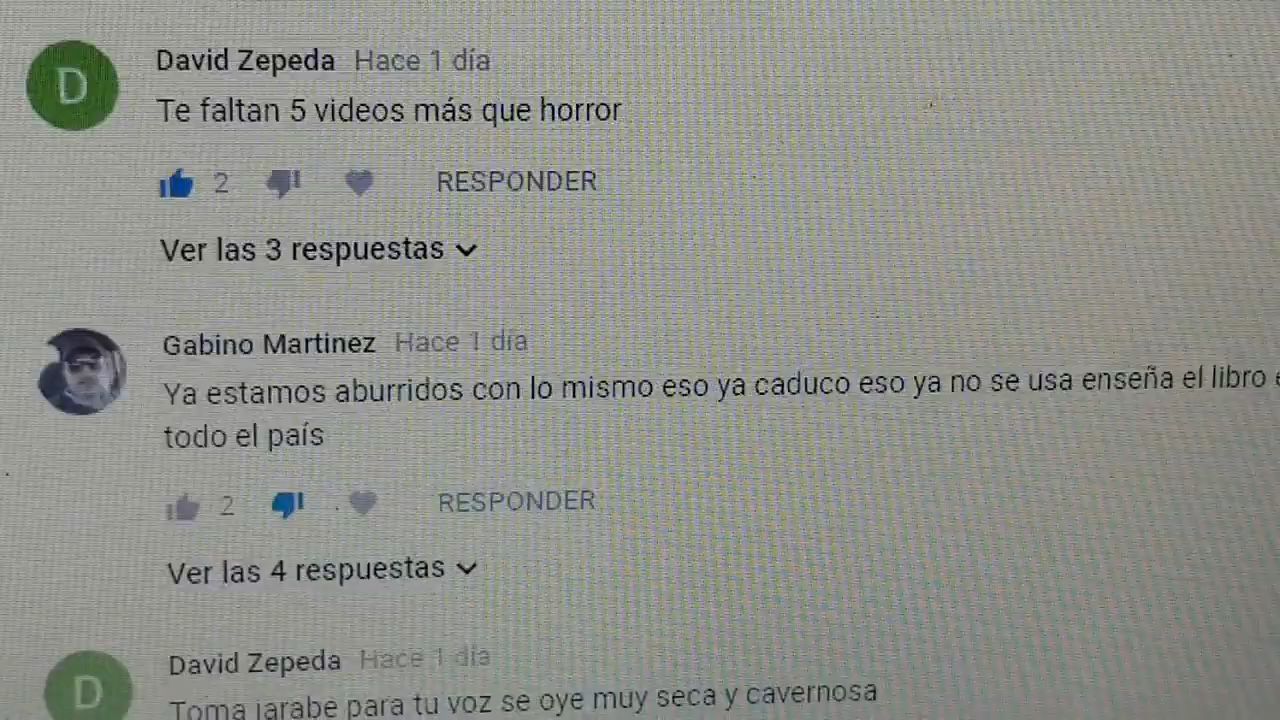 D
David Zepeda Hace 1 día
Te faltan 5 videos más que horror
2 RESPONDER
Ver las 3 respuestas
Gabino Martinez Hace 1 día
Ya estamos aburridos con lo mismo eso ya caduco eso ya no se usa enseña el libro
todo el país
2 RESPONDER
Ver las 4 respuestas
D
David Zepeda Hace 1 día
Toma jarabe para tu voz se oye muy seca y cavernosa